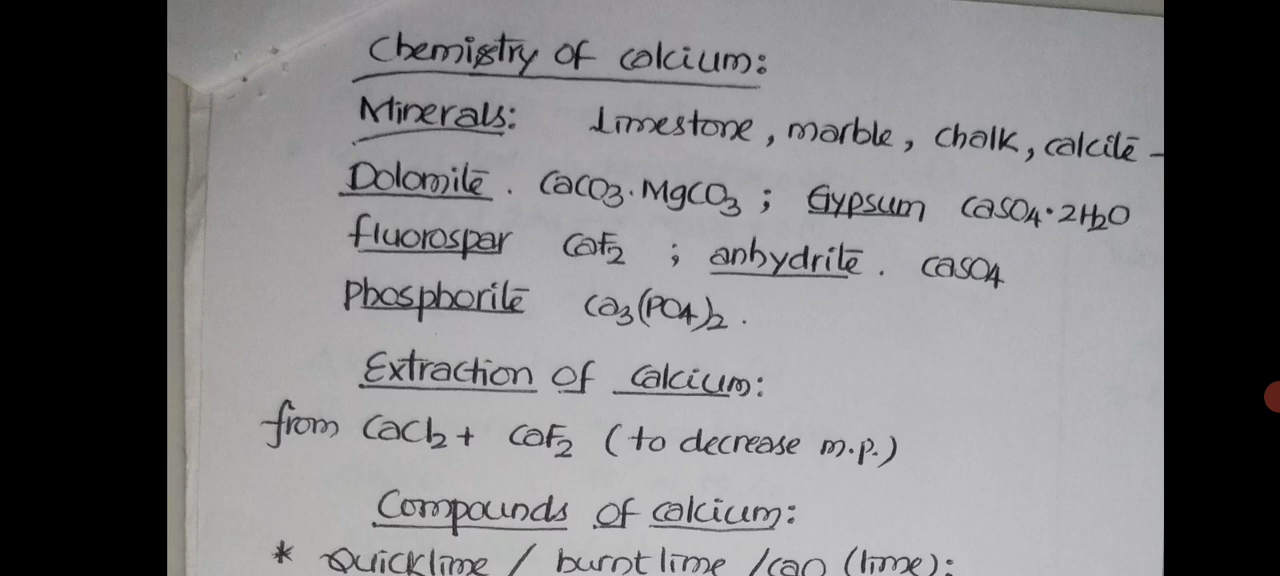 Chemistry of calcium:
Minerals: Limestone, marble, chalk, calcite -
Dolomite. CaCO3.MgCO3 ; Gypsum CaSO4.2H2O
fluorospar CaF2 ; anhydrite. CaSO4
Phosphorite Ca3(PO4)2.
Extraction of calcium:
from CaCl2 + CaF2 (to decrease m.p.)
Compounds of calcium:
* Quicklime / burnt lime / CaO (lime):